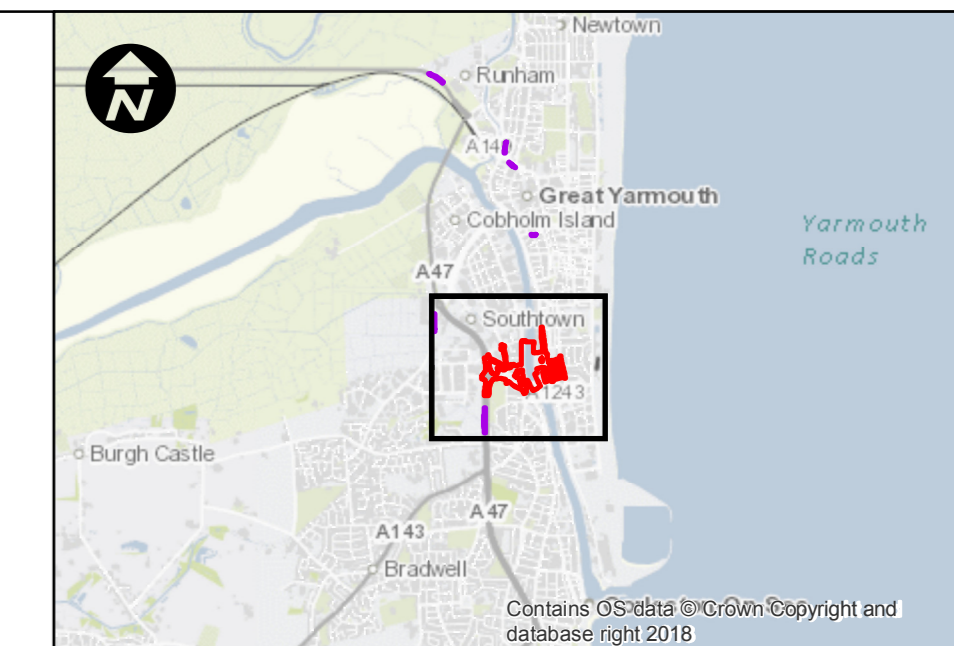 Newtown
N
Runham
A149
Great Yarmouth
Cobholm Island
Yarmouth
Roads
A47
Southtown
A1243
Burgh Castle
A47
A143
Bradwell
Contains OS data © Crown Copyright and
database right 2018